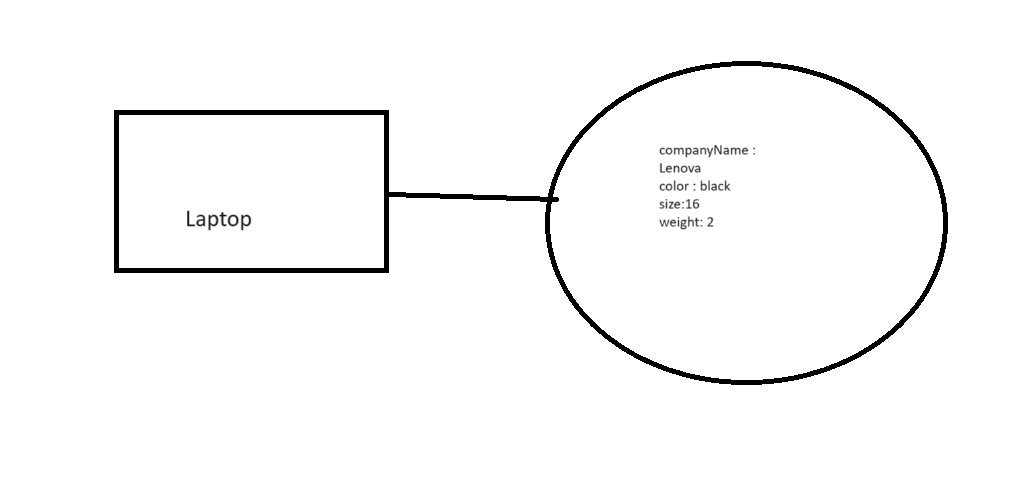 Laptop
companyName :
Lenova
color : black
size:16
weight: 2